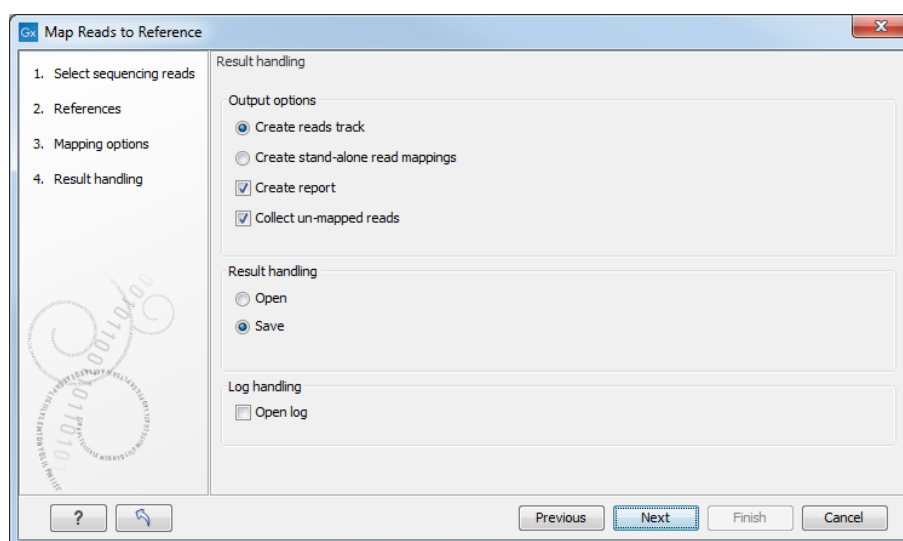 Gx Map Reads to Reference
1. Select sequencing reads
2. References
3. Mapping options
4. Result handling
Result handling
Output options
Create reads track
Create stand-alone read mappings
Create report
Collect un-mapped reads
Result handling
Open
Save
Log handling
Open log
?
Previous
Next
Finish
Cancel